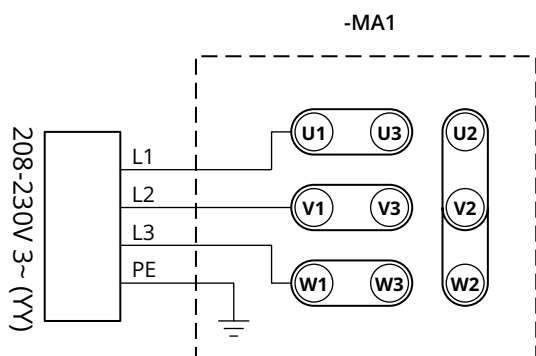 -MA1
208-230V 3~ (YY)
L1
L2
L3
PE
U1 U3 U2
V1 V3 V2
W1 W3 W2